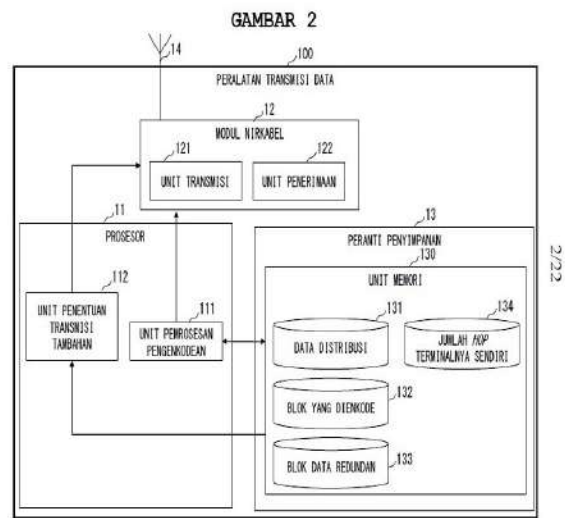 GAMBAR 2
14
100
PERALATAN TRANSMISI DATA
12
MODUL NIRKABEL
121
UNIT TRANSMISI
122
UNIT PENERIMAAN
11
PROSESOR
112
UNIT PENENTUAN
TRANSMISI
TAMBAHAN
111
UNIT PEMROSESAN
PENGENKODEAN
13
PERANTI PENYIMPANAN
130
UNIT MEMORI
131
DATA DISTRIBUSI
134
JUMLAH HOP
TERMINALNYA SENDIRI
132
BLOK YANG DIENKODE
133
BLOK DATA REDUNDAN
2/22